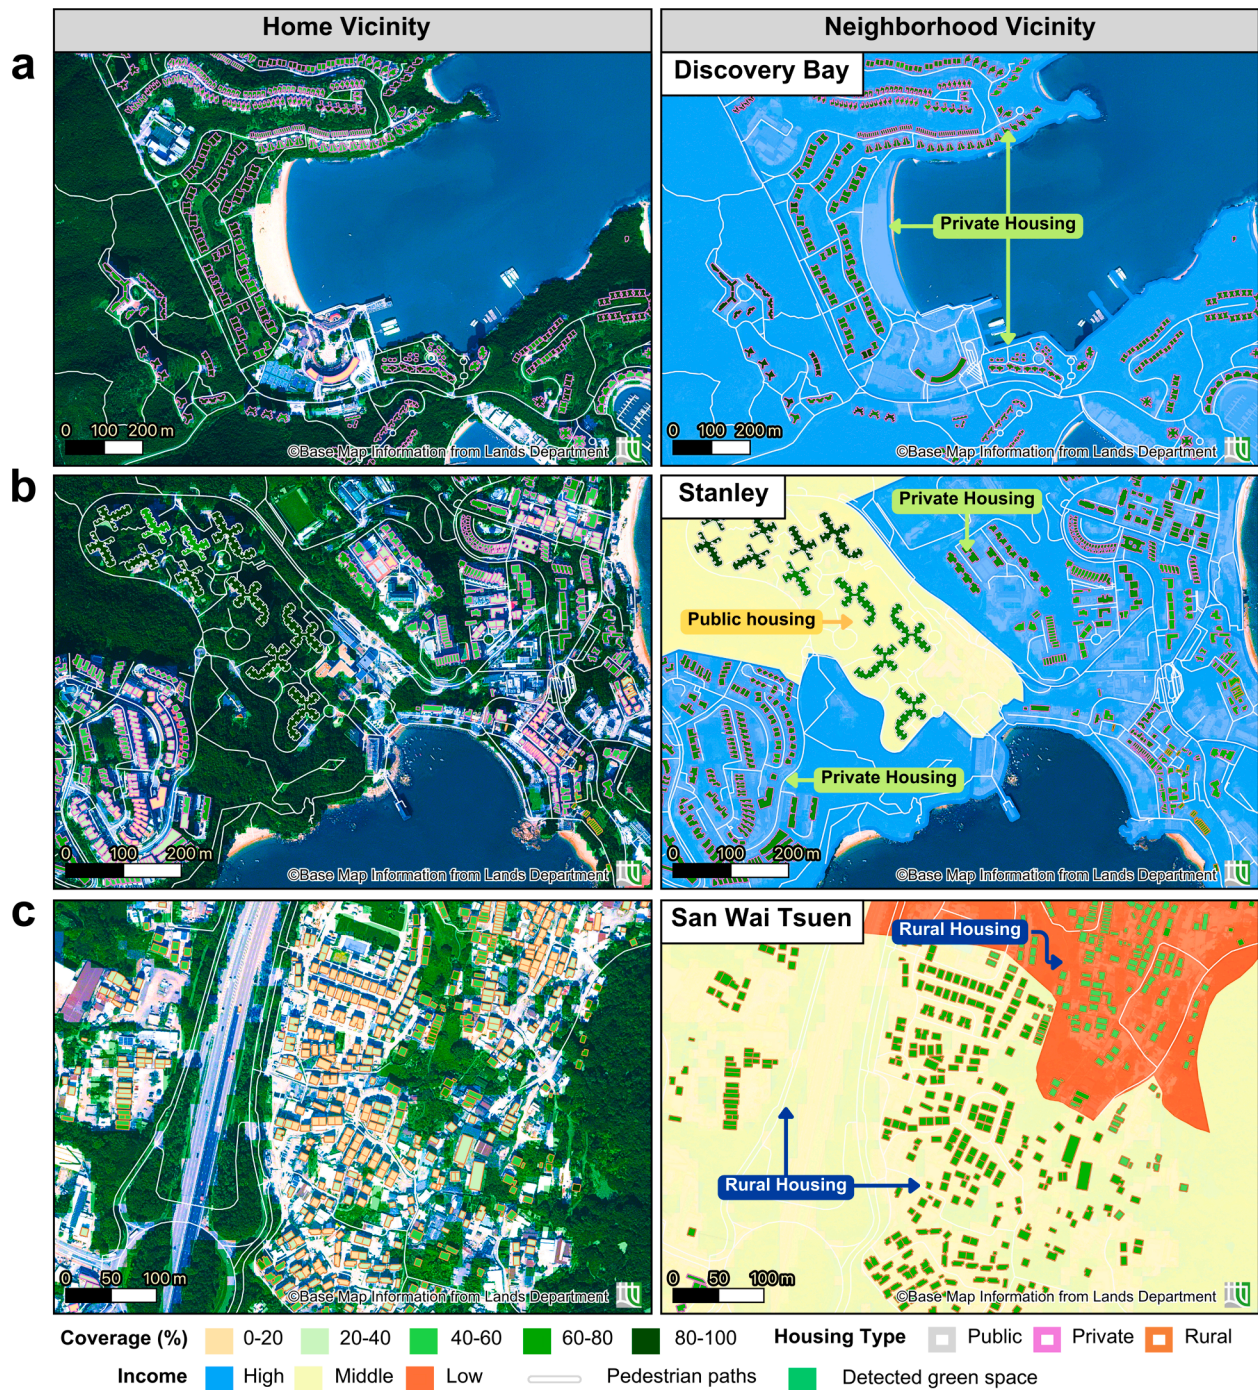 Home Vicinity
Neighborhood Vicinity
a
Discovery Bay
Private Housing
0 100 200 m
©Base Map Information from Lands Department
0 100 200 m
©Base Map Information from Lands Department
b
Stanley
Private Housing
Public housing
Private Housing
0 100 200 m
©Base Map Information from Lands Department
0 100 200 m
©Base Map Information from Lands Department
c
San Wai Tsuen
Rural Housing
Rural Housing
0 50 100 m
©Base Map Information from Lands Department
0 50 100 m
©Base Map Information from Lands Department
Coverage (%) 0-20 20-40 40-60 60-80 80-100 Housing Type Public Private Rural
Income High Middle Low Pedestrian paths Detected green space